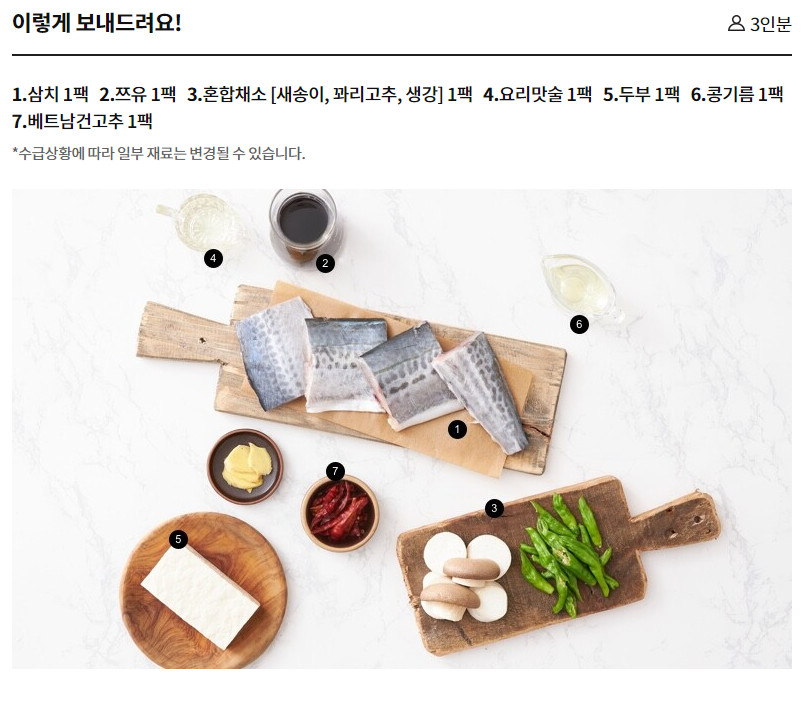 이렇게 보내드려요!
3인분
1.삼치 1팩 2.쯔유 1팩 3.혼합채소 [새송이, 꽈리고추, 생강] 1팩 4.요리맛술 1팩 5.두부 1팩 6.콩기름 1팩
7.베트남건고추 1팩
*수급상황에 따라 일부 재료는 변경될 수 있습니다.
4
2
6
1
7
3
5